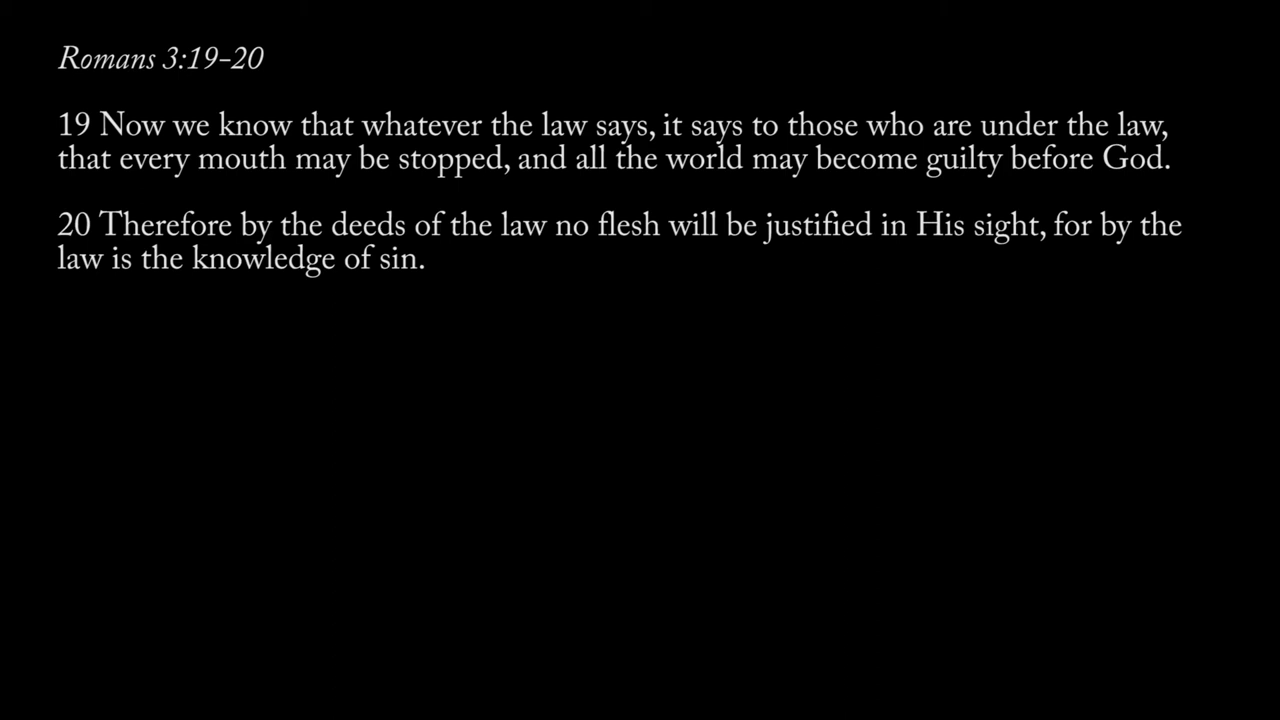 Romans 3:19–20
19 Now we know that whatever the law says, it says to those who are under the law,
that every mouth may be stopped, and all the world may become guilty before God.
20 Therefore by the deeds of the law no flesh will be justified in His sight, for by the
law is the knowledge of sin.